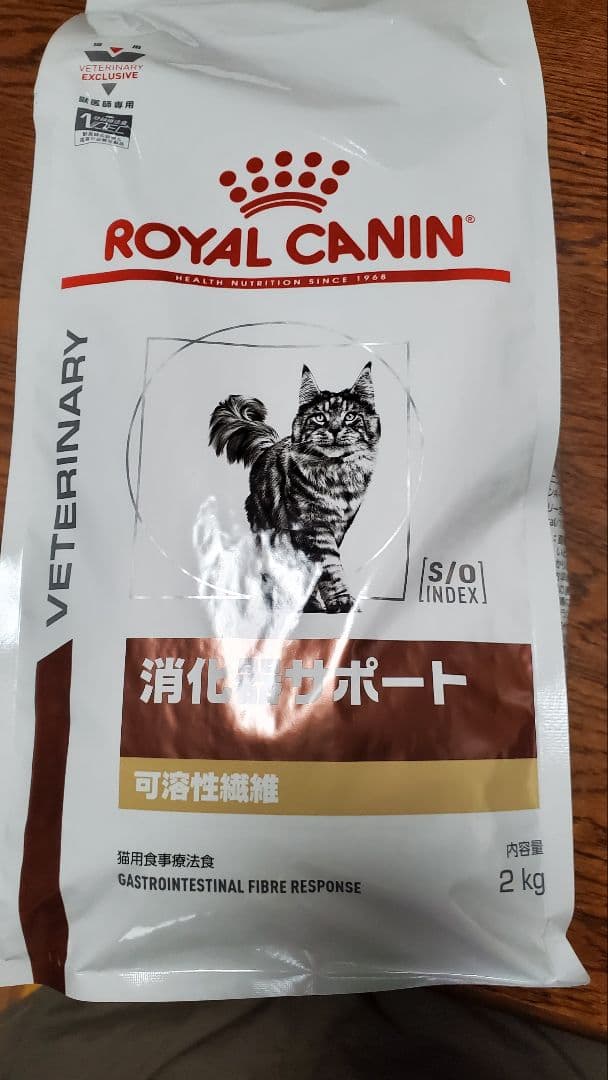 猫用
VETERINARY
EXCLUSIVE
獣医師専用
ROYAL CANIN®
HEALTH NUTRITION SINCE 1968
VETERINARY
S/O
INDEX
消化器サポート
可溶性繊維
猫用食事療法食
GASTROINTESTINAL FIBRE RESPONSE
内容量
2 kg